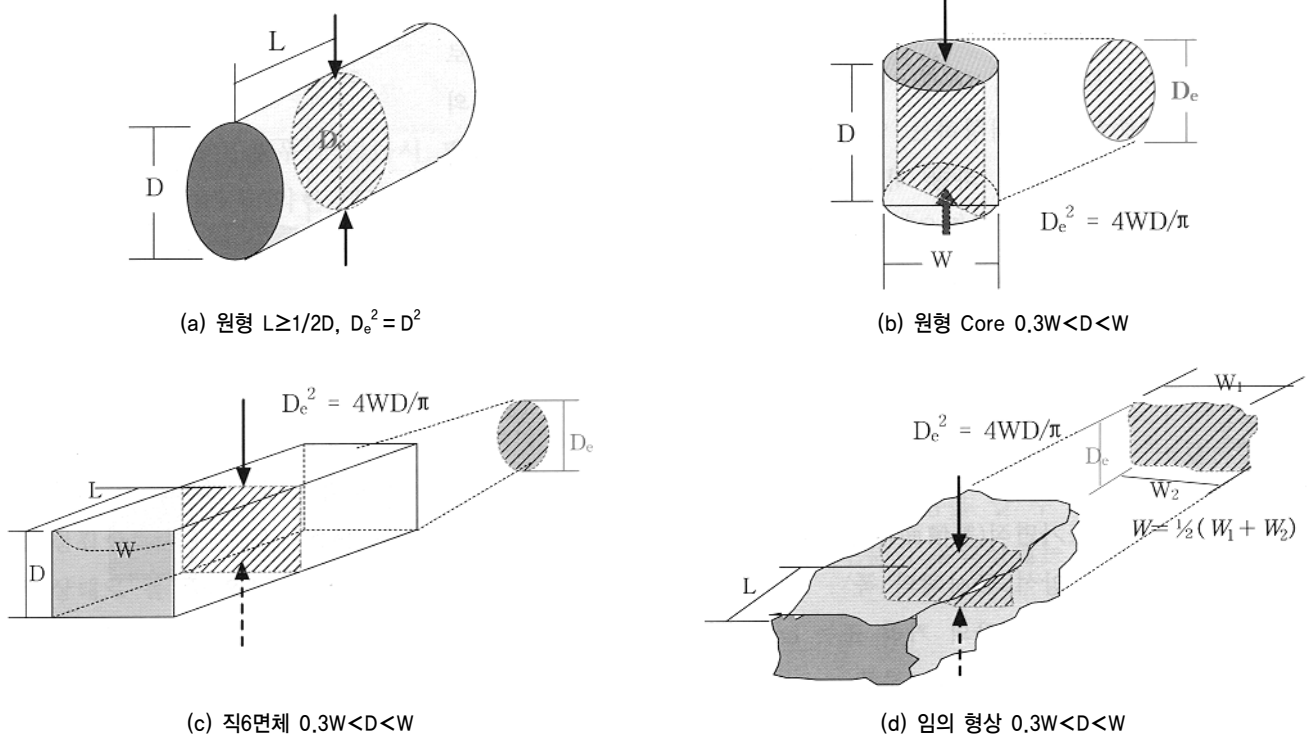 L
D
De
(a) 원형 L≥1/2D, De² = D²
D
De
De² = 4WD/π
W
(b) 원형 Core 0.3W<D<W
De² = 4WD/π
De
L
W
D
(c) 직6면체 0.3W<D<W
W₁
De² = 4WD/π
De
W₂
W= ½(W₁ + W₂)
L
(d) 임의 형상 0.3W<D<W